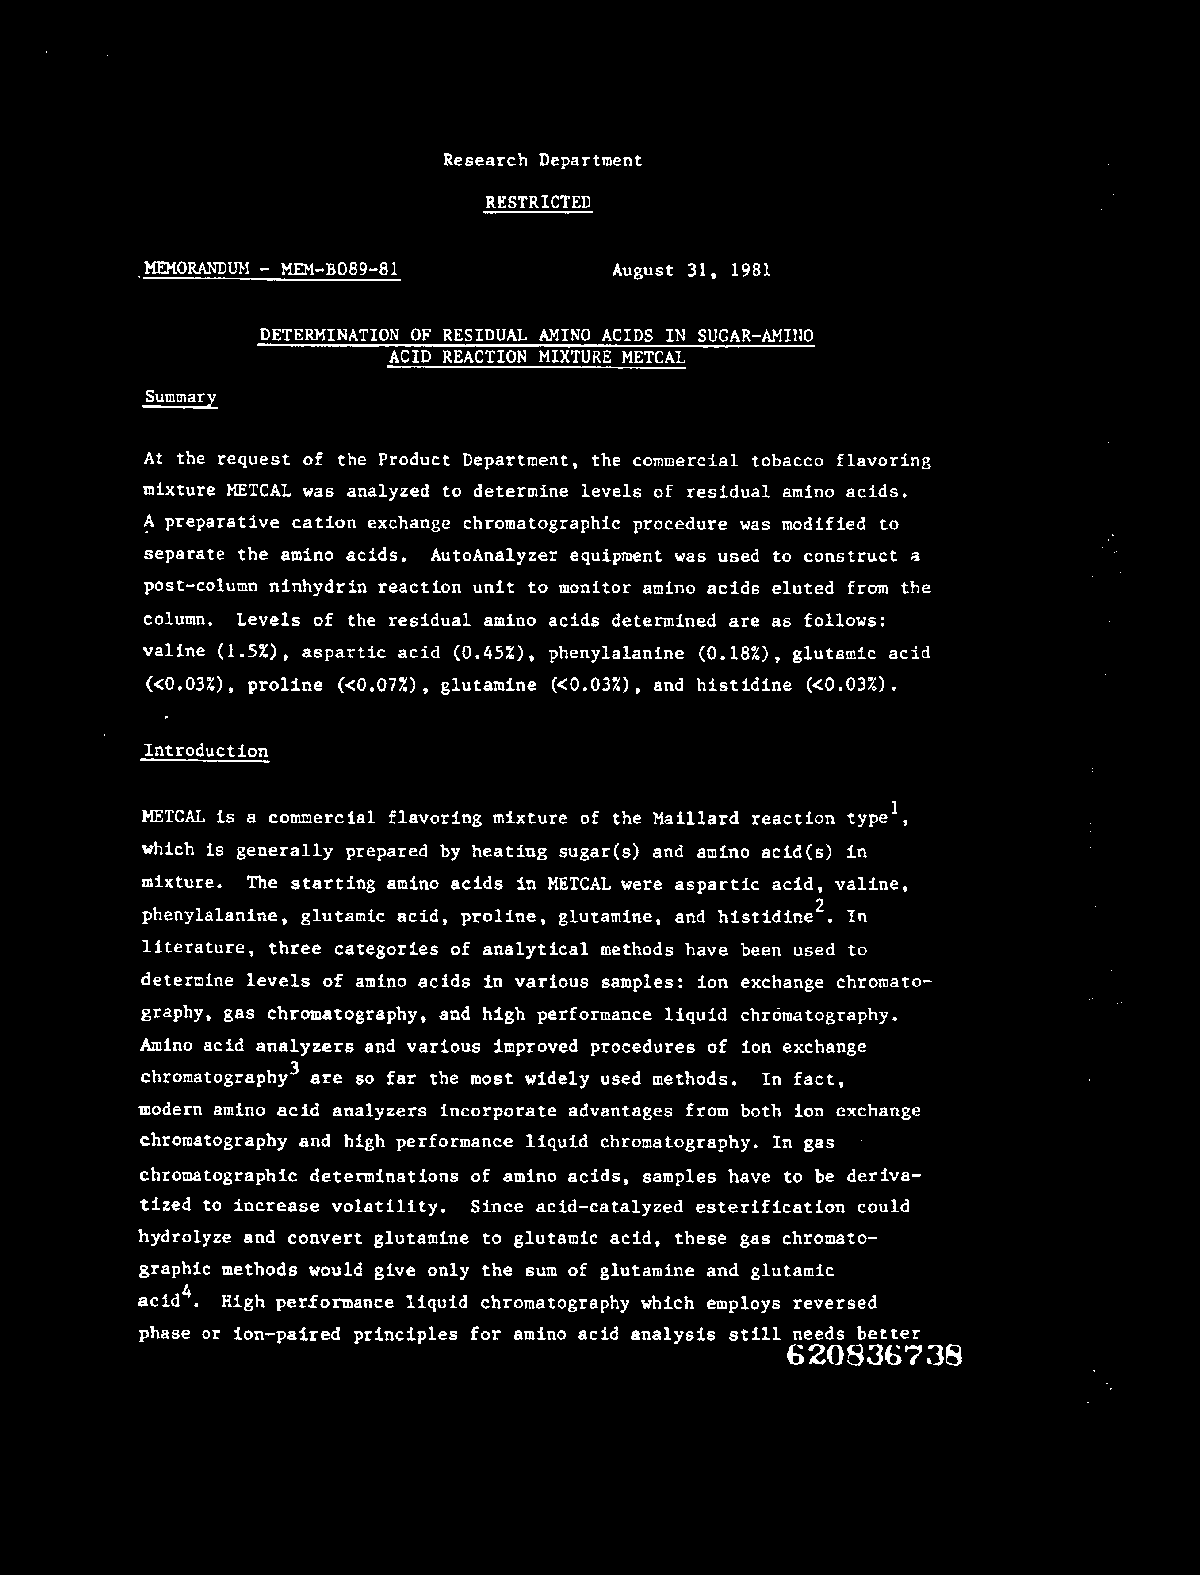 Research Department
RESTRICTED
MEMORANDUM - MEM-B089-81 August 31, 1981
DETERMINATION OF RESIDUAL AMINO ACIDS IN SUGAR-AMINO
ACID REACTION MIXTURE METCAL
Summary
At the request of the Product Department, the commercial tobacco flavoring
mixture METCAL was analyzed to determine levels of residual amino acids.
A preparative cation exchange chromatographic procedure was modified to
separate the amino acids. AutoAnalyzer equipment was used to construct a
post-column ninhydrin reaction unit to monitor amino acids eluted from the
column. Levels of the residual amino acids determined are as follows:
valine (1.5%), aspartic acid (0.45%), phenylalanine (0.18%), glutamic acid
(<0.03%), proline (<0.07%), glutamine (<0.03%), and histidine (<0.03%).
Introduction
METCAL is a commercial flavoring mixture of the Maillard reaction type1,
which is generally prepared by heating sugar(s) and amino acid(s) in
mixture. The starting amino acids in METCAL were aspartic acid, valine,
phenylalanine, glutamic acid, proline, glutamine, and histidine2. In
literature, three categories of analytical methods have been used to
determine levels of amino acids in various samples: ion exchange chromato-
graphy, gas chromatography, and high performance liquid chromatography.
Amino acid analyzers and various improved procedures of ion exchange
chromatography3 are so far the most widely used methods. In fact,
modern amino acid analyzers incorporate advantages from both ion exchange
chromatography and high performance liquid chromatography. In gas
chromatographic determinations of amino acids, samples have to be deriva-
tized to increase volatility. Since acid-catalyzed esterification could
hydrolyze and convert glutamine to glutamic acid, these gas chromato-
graphic methods would give only the sum of glutamine and glutamic
acid4. High performance liquid chromatography which employs reversed
phase or ion-paired principles for amino acid analysis still needs better
620836738